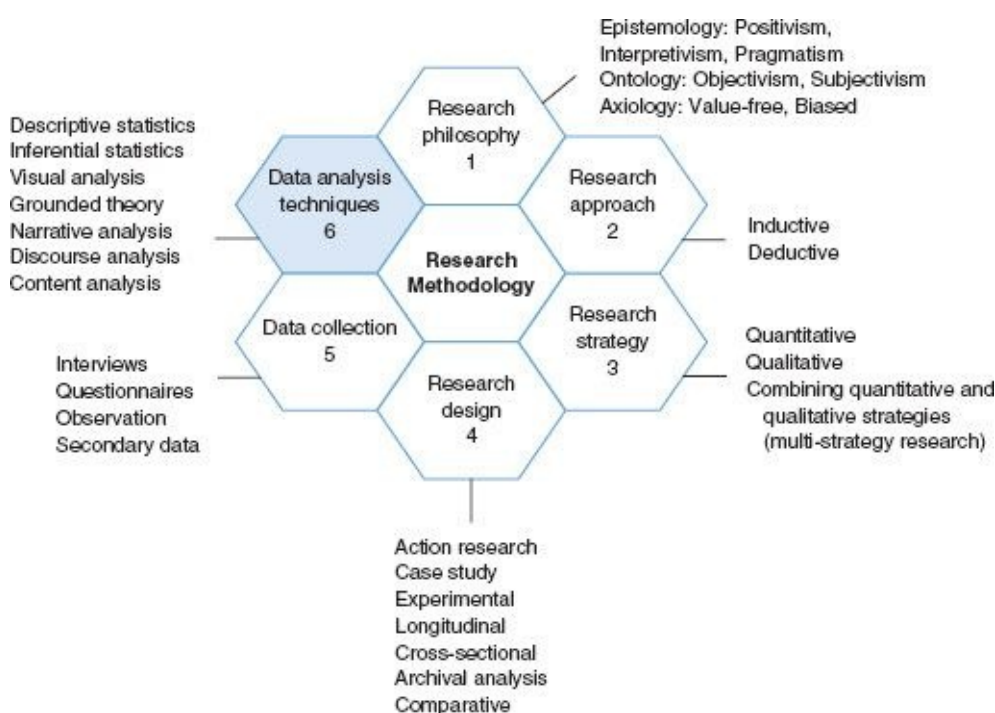 Epistemology: Positivism,
Interpretivism, Pragmatism
Ontology: Objectivism, Subjectivism
Axiology: Value-free, Biased
Research
philosophy
1
Research
approach
2
Inductive
Deductive
Research
strategy
3
Quantitative
Qualitative
Combining quantitative and
qualitative strategies
(multi-strategy research)
Research
design
4
Action research
Case study
Experimental
Longitudinal
Cross-sectional
Archival analysis
Comparative
Data collection
5
Interviews
Questionnaires
Observation
Secondary data
Data analysis
techniques
6
Descriptive statistics
Inferential statistics
Visual analysis
Grounded theory
Narrative analysis
Discourse analysis
Content analysis
Research
Methodology